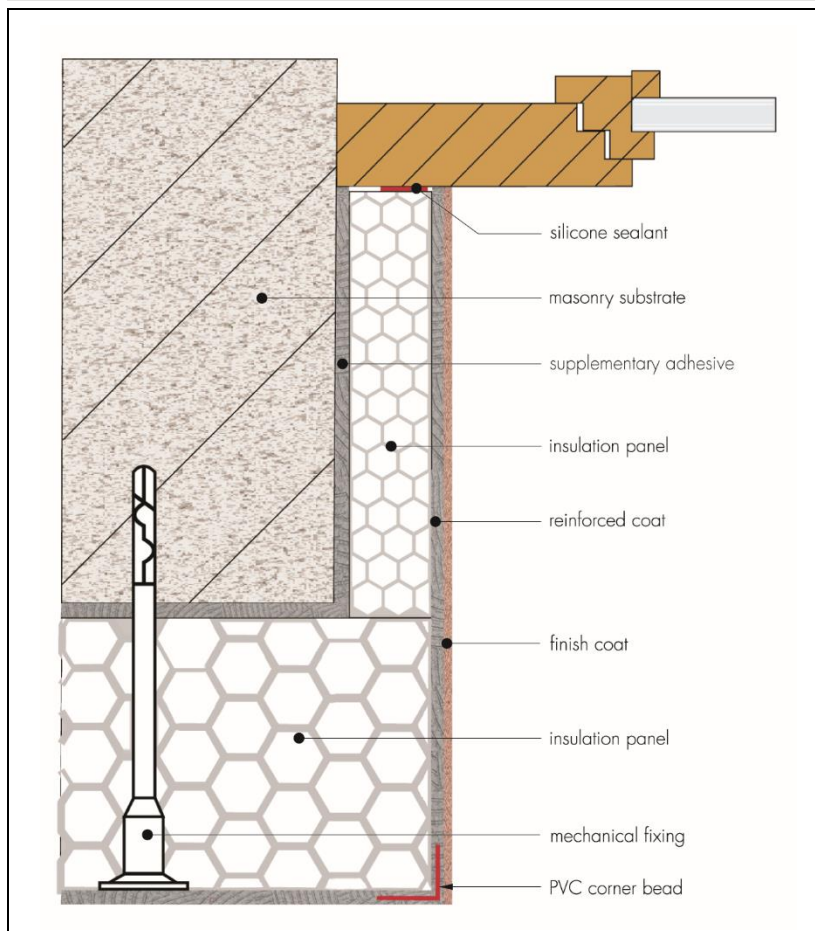 silicone sealant
masonry substrate
supplementary adhesive
insulation panel
reinforced coat
finish coat
insulation panel
mechanical fixing
PVC corner bead